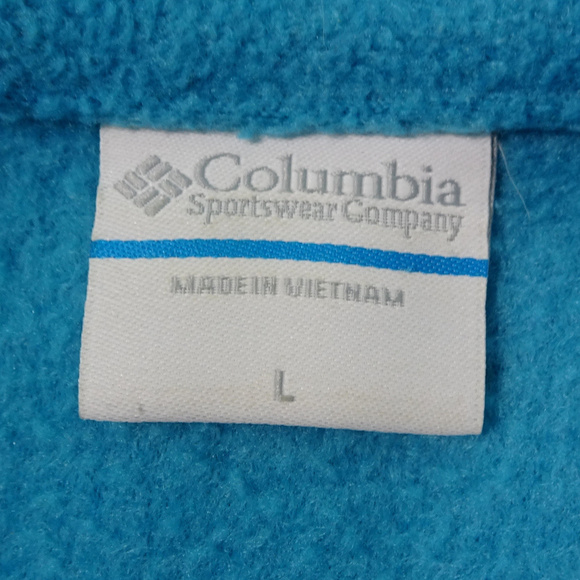 Columbia
Sportswear Company
MADE IN VIETNAM
L